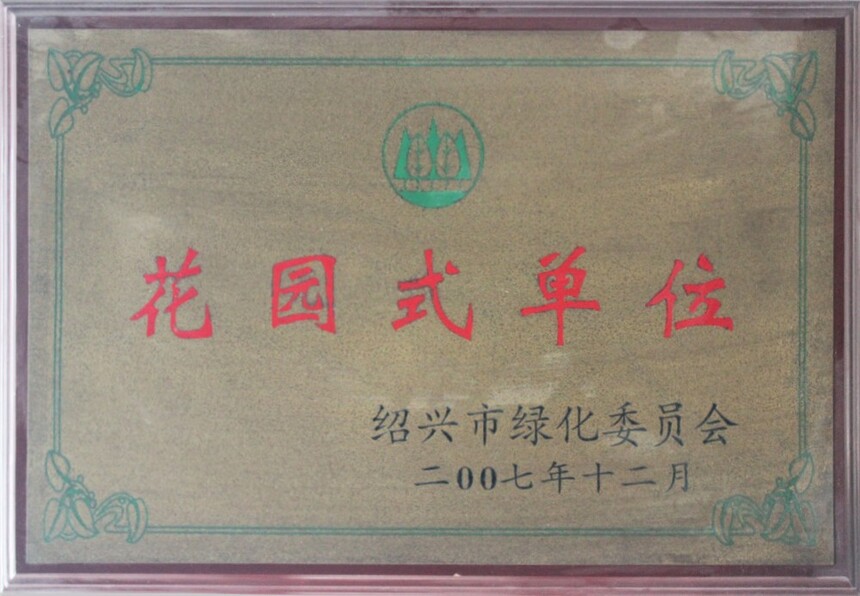 花园式单位
绍兴市绿化委员会
二00七年十二月